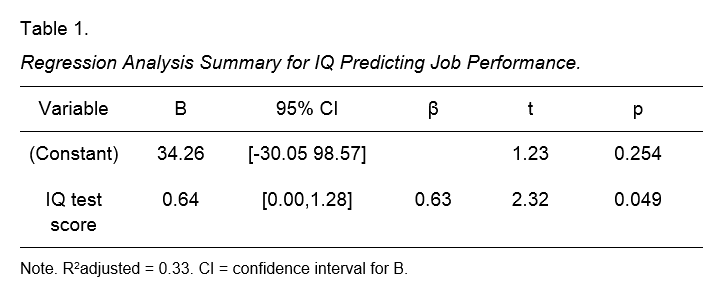 Table 1.
Regression Analysis Summary for IQ Predicting Job Performance.
Variable B 95% CI β t p
(Constant) 34.26 [-30.05 98.57] 1.23 0.254
IQ test score 0.64 [0.00,1.28] 0.63 2.32 0.049
Note. R²adjusted = 0.33. CI = confidence interval for B.